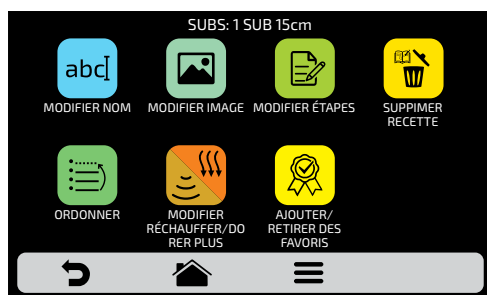 SUBS: 1 SUB 15cm
abc
MODIFIER NOM
MODIFIER IMAGE
MODIFIER ÉTAPES
SUPPIMER
RECETTE
ORDONNER
MODIFIER
RÉCHAUFFER/DO
RER PLUS
AJOUTER/
RETIRER DES
FAVORIS